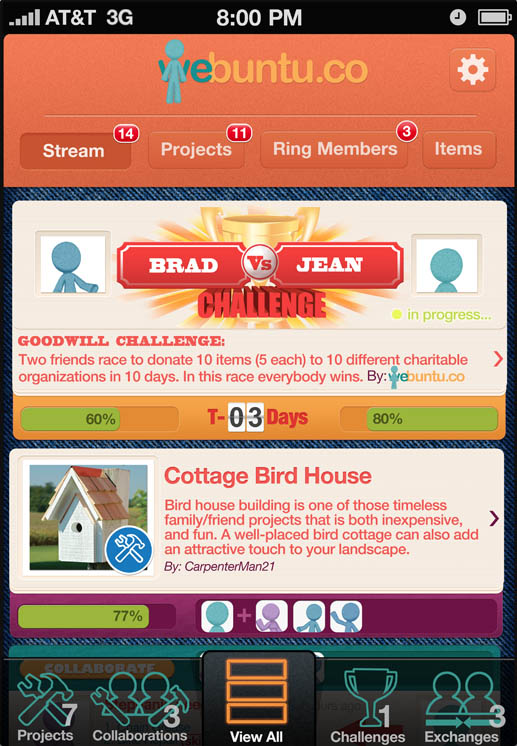 AT&T 3G 8:00 PM
webuntu.co
Stream 14 Projects 11 Ring Members 3 Items
BRAD Vs JEAN
CHALLENGE
in progress...
GOODWILL CHALLENGE:
Two friends race to donate 10 items (5 each) to 10 different charitable
organizations in 10 days. In this race everybody wins. By: webuntu.co
60% T-03 Days 80%
Cottage Bird House
Bird house building is one of those timeless
family/friend projects that is both inexpensive,
and fun. A well-placed bird cottage can also add
an attractive touch to your landscape.
By: CarpenterMan21
77% +
COLLABORATE
7 3 1 3
Projects Collaborations View All Challenges Exchanges